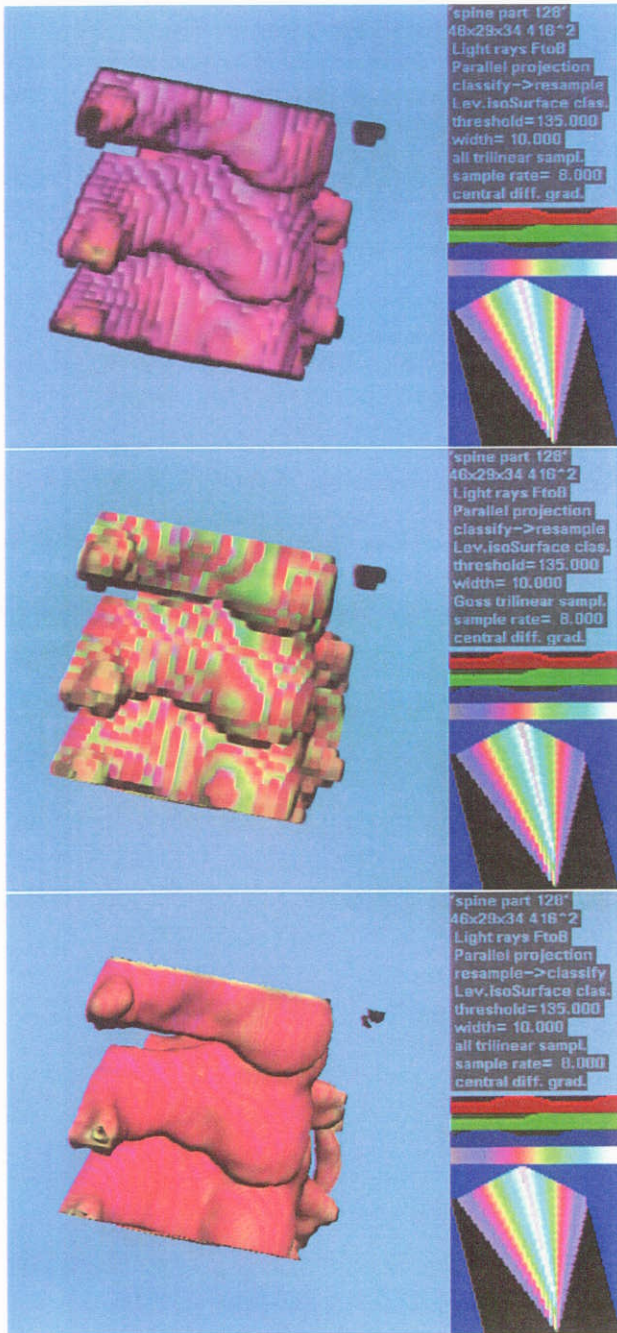 'spine part 128'
46x29x34 416^2
Light rays FtoB
Parallel projection
classify->resample
Lev.isoSurface clas.
threshold=135.000
width= 10.000
all trilinear sampl.
sample rate= 8.000
central diff. grad.
'spine part 128'
46x29x34 416^2
Light rays FtoB
Parallel projection
classify->resample
Lev.isoSurface clas.
threshold=135.000
width= 10.000
Goss trilinear sampl.
sample rate= 8.000
central diff. grad.
'spine part 128'
46x29x34 416^2
Light rays FtoB
Parallel projection
resample->classify
Lev.isoSurface clas.
threshold=135.000
width= 10.000
all trilinear sampl.
sample rate= 8.000
central diff. grad.